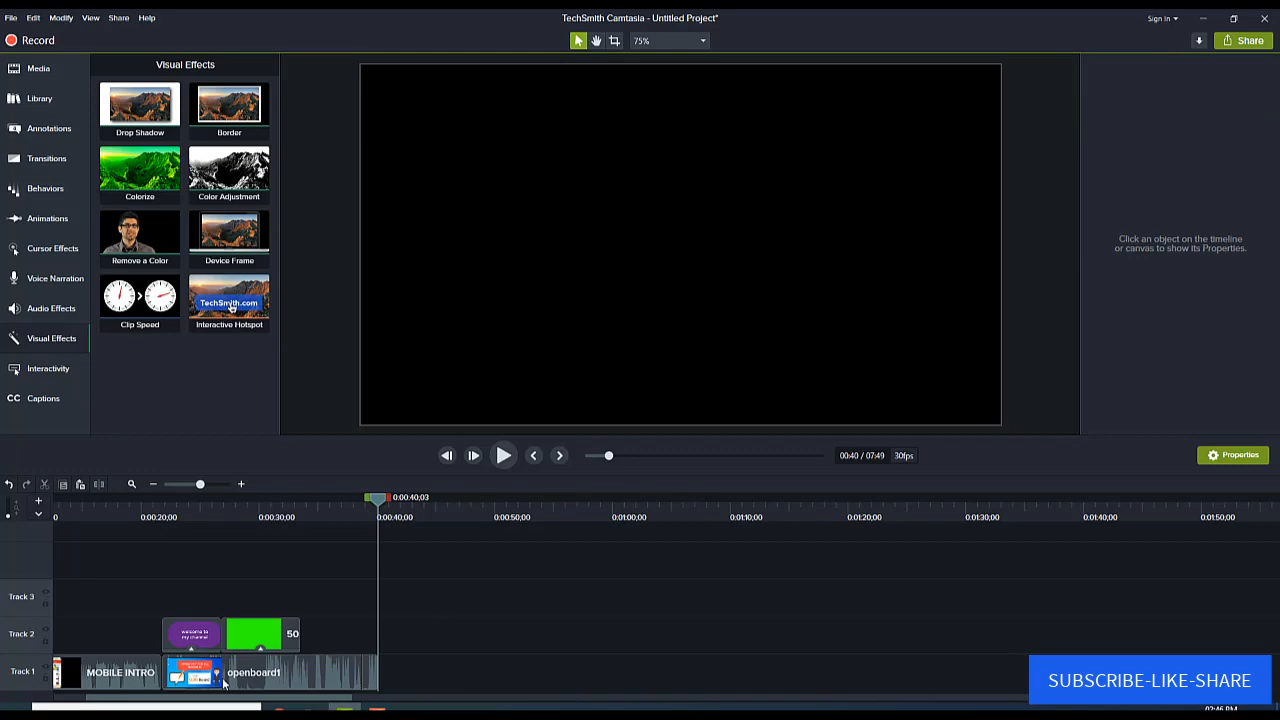 File Edit Modify View Share Help
TechSmith Camtasia - Untitled Project*
Sign In
Record
75%
Share
Media
Library
Annotations
Transitions
Behaviors
Animations
Cursor Effects
Voice Narration
Audio Effects
Visual Effects
Interactivity
CC Captions
Visual Effects
Drop Shadow
Border
Colorize
Color Adjustment
Remove a Color
Device Frame
TechSmith.com
Clip Speed
Interactive Hotspot
Click an object on the timeline
or canvas to show its Properties.
00:40 / 07:49 30fps
Properties
0:00:40;03
0 0:00:20;00 0:00:30;00 0:00:40;00 0:00:50;00 0:01:00;00 0:01:10;00 0:01:20;00 0:01:30;00 0:01:40;00 0:01:50;00
Track 3
Track 2
welcome to
my channel
50
Track 1
MOBILE INTRO
openboard1
SUBSCRIBE-LIKE-SHARE
02:46 PM